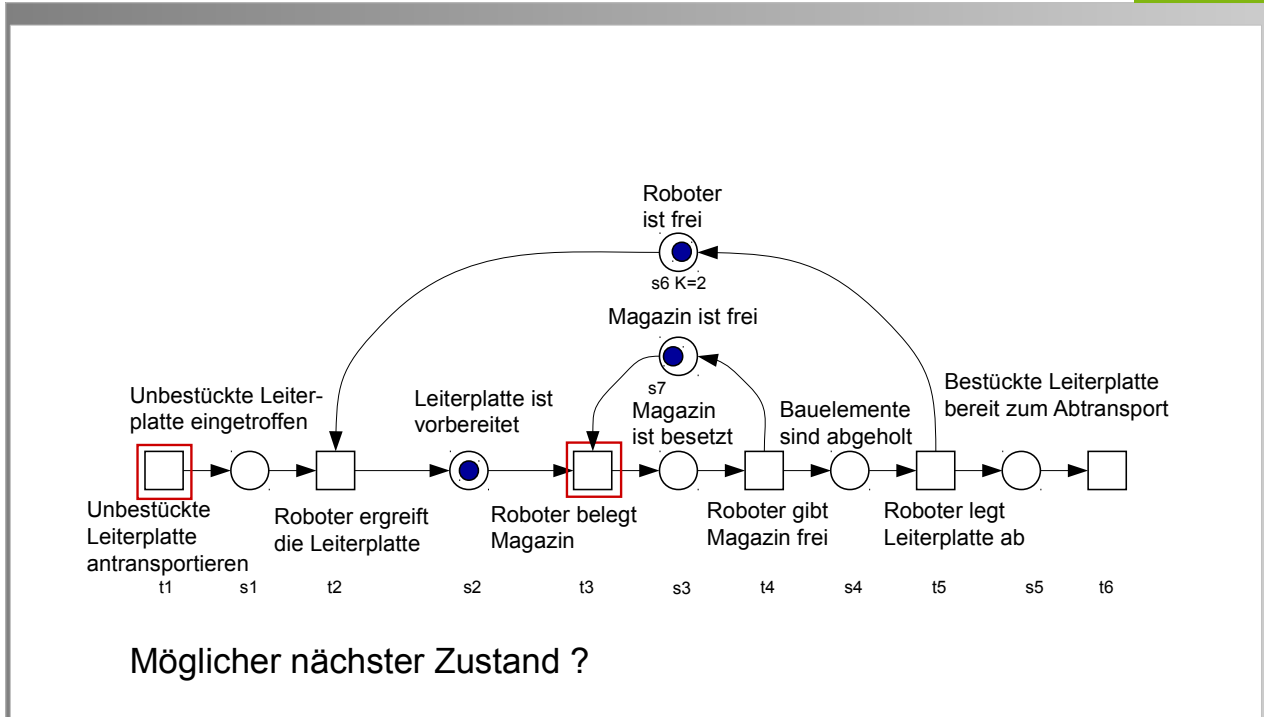 Roboter
ist frei
s6 K=2
Magazin ist frei
s7
Unbestückte Leiter-
platte eingetroffen
Leiterplatte ist
vorbereitet
Magazin
ist besetzt
Bauelemente
sind abgeholt
Bestückte Leiterplatte
bereit zum Abtransport
Unbestückte
Leiterplatte
antransportieren
Roboter ergreift
die Leiterplatte
Roboter belegt
Magazin
Roboter gibt
Magazin frei
Roboter legt
Leiterplatte ab
t1 s1 t2 s2 t3 s3 t4 s4 t5 s5 t6
Möglicher nächster Zustand ?